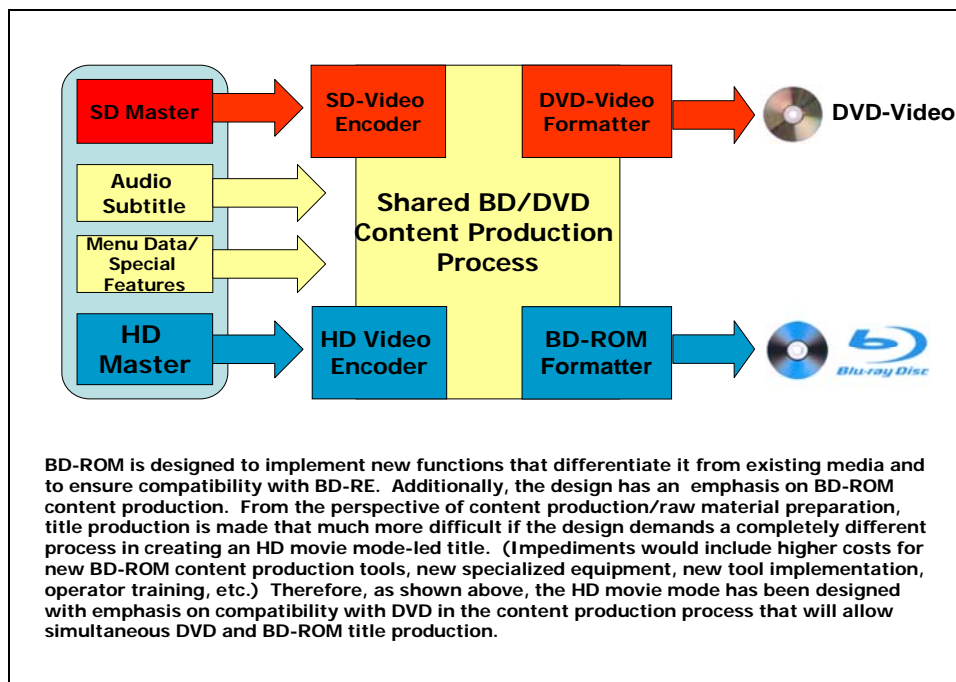 SD Master
SD-Video
Encoder
DVD-Video
Formatter
DVD-Video
Audio
Subtitle
Menu Data/
Special
Features
Shared BD/DVD
Content Production
Process
HD
Master
HD Video
Encoder
BD-ROM
Formatter
Blu-ray Disc
BD-ROM is designed to implement new functions that differentiate it from existing media and
to ensure compatibility with BD-RE. Additionally, the design has an emphasis on BD-ROM
content production. From the perspective of content production/raw material preparation,
title production is made that much more difficult if the design demands a completely different
process in creating an HD movie mode-led title. (Impediments would include higher costs for
new BD-ROM content production tools, new specialized equipment, new tool implementation,
operator training, etc.) Therefore, as shown above, the HD movie mode has been designed
with emphasis on compatibility with DVD in the content production process that will allow
simultaneous DVD and BD-ROM title production.